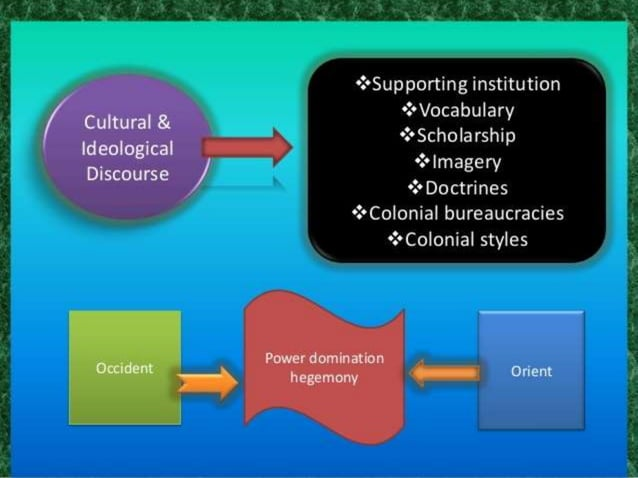 Cultural &
Ideological
Discourse
❖Supporting institution
❖Vocabulary
❖Scholarship
❖Imagery
❖Doctrines
❖Colonial bureaucracies
❖Colonial styles
Occident
Power domination
hegemony
Orient